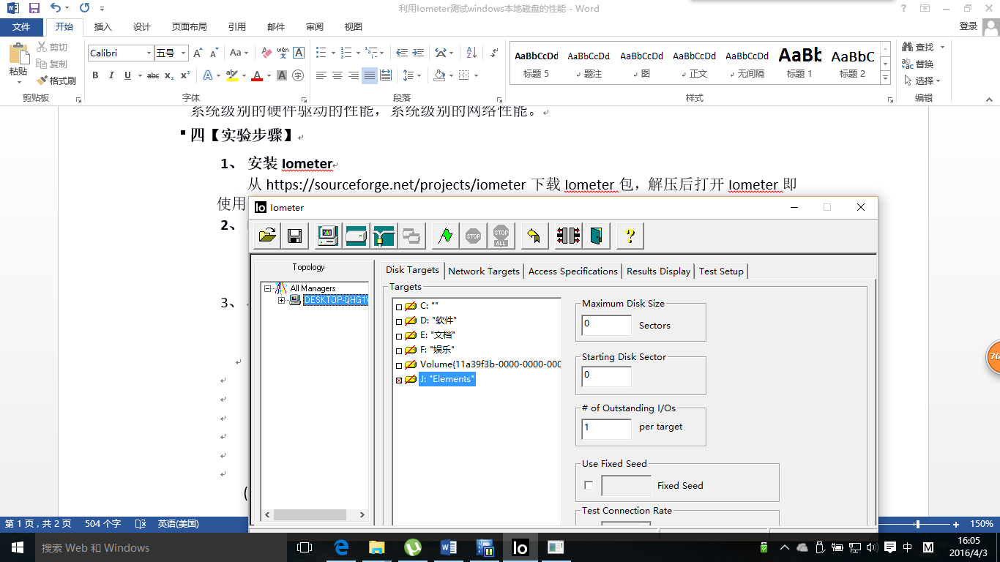 利用Iometer测试windows本地磁盘的性能 - Word
文件 开始 插入 设计 页面布局 引用 邮件 审阅 视图 登录
粘贴 剪切 复制 格式刷
Calibri 五号
AaBbCcDd AaBbCcDd AaBbCcDd AaBbCcDd AaBbCcDd AaBb AaBbC
标题 5 题注 图 正文 无间隔 标题 1 标题 2
查找 替换 选择
剪贴板 字体 段落 样式 编辑
系统级别的硬件驱动的性能，系统级别的网络性能。
四【实验步骤】
1、 安装 Iometer
从 https://sourceforge.net/projects/iometer 下载 Iometer 包，解压后打开 Iometer 即
使用
2、
3、
(
Iometer
STOP STOP ALL
Topology
All Managers
DESKTOP-QHG1
Disk Targets Network Targets Access Specifications Results Display Test Setup
Targets
C: ""
D: "软件"
E: "文档"
F: "娱乐"
Volume{11a39f3b-0000-0000-000
J: "Elements"
Maximum Disk Size
0 Sectors
Starting Disk Sector
0
# of Outstanding I/Os
1 per target
Use Fixed Seed
Fixed Seed
Test Connection Rate
76
第 1 页，共 2 页 504 个字 英语(美国) 150%
搜索 Web 和 Windows
中 M
16:05
2016/4/3